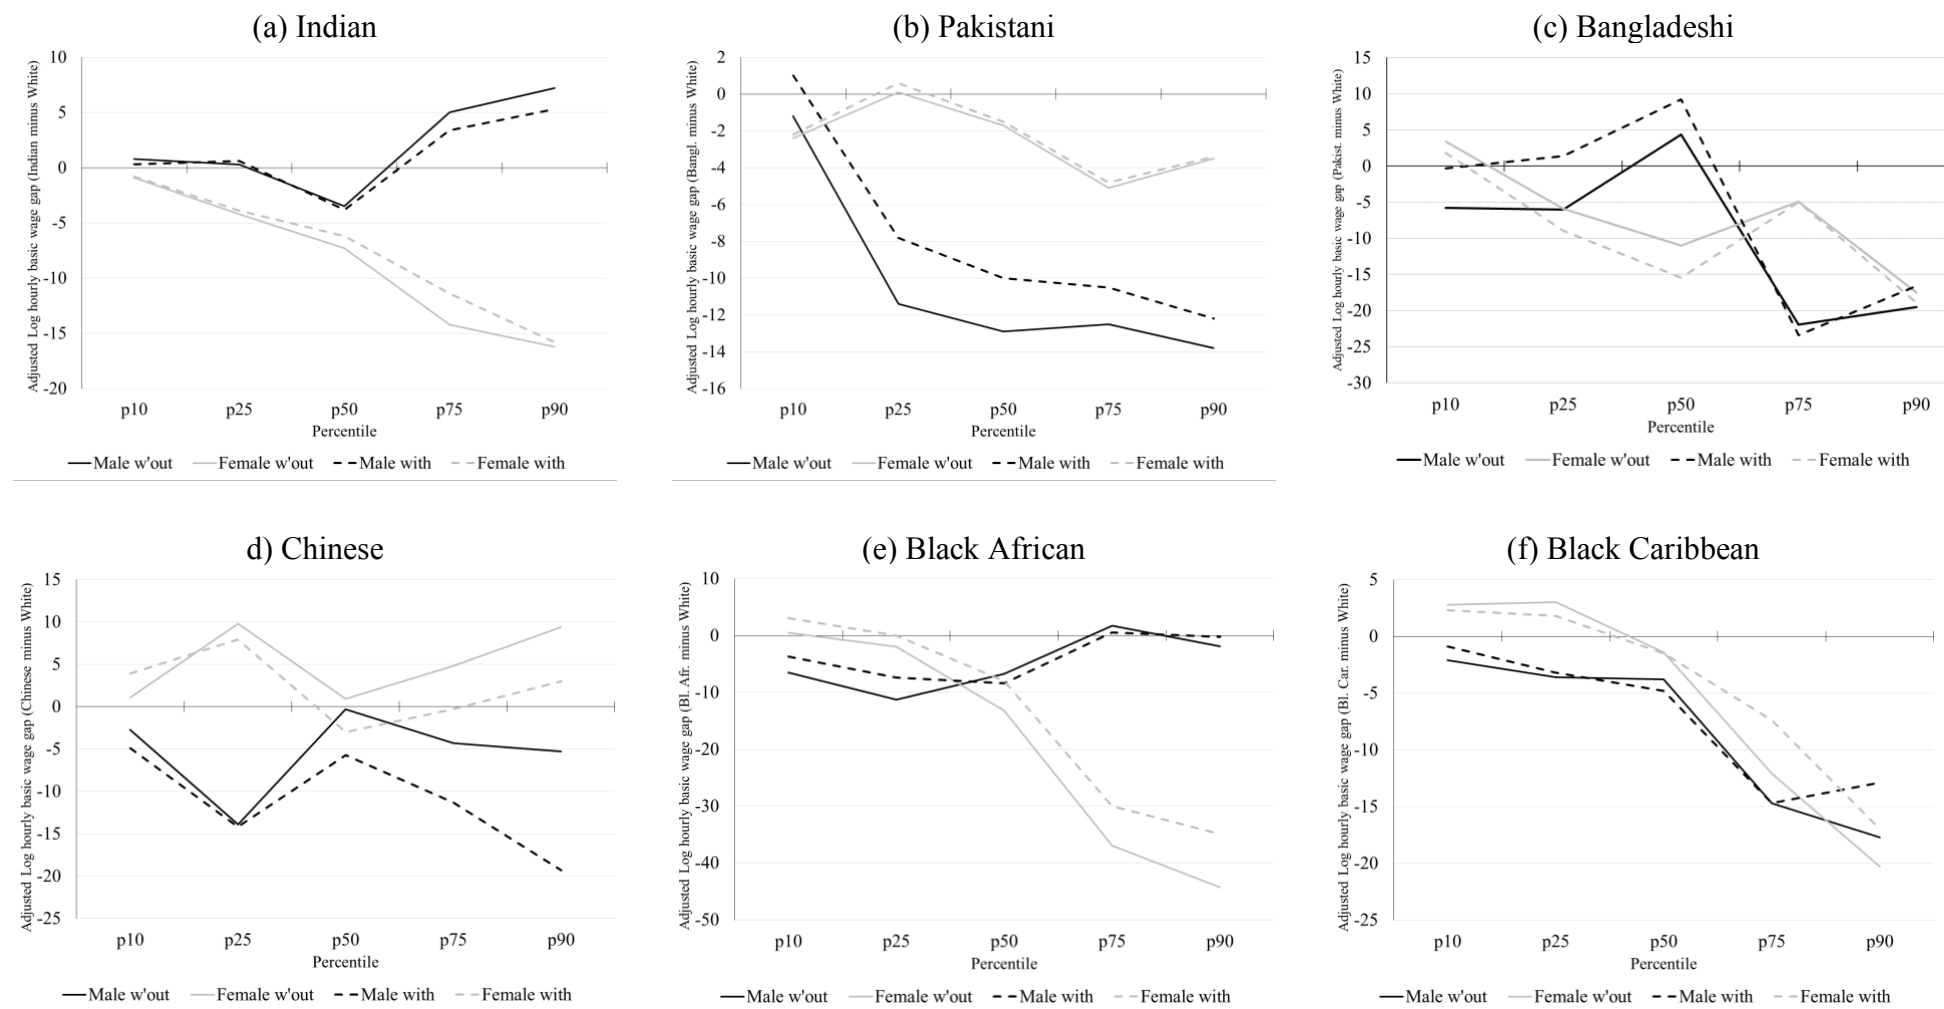 (a) Indian
Adjusted Log hourly basic wage gap (Indian minus White)
10
5
0
-5
-10
-15
-20
p10 p25 p50 p75 p90
Percentile
Male w'out Female w'out Male with Female with
(b) Pakistani
Adjusted Log hourly basic wage gap (Bangl. minus White)
2
0
-2
-4
-6
-8
-10
-12
-14
-16
p10 p25 p50 p75 p90
Percentile
Male w'out Female w'out Male with Female with
(c) Bangladeshi
Adjusted Log hourly basic wage gap (Pakist. minus White)
15
10
5
0
-5
-10
-15
-20
-25
-30
p10 p25 p50 p75 p90
Percentile
Male w'out Female w'out Male with Female with
d) Chinese
Adjusted Log hourly basic wage gap (Chinese minus White)
15
10
5
0
-5
-10
-15
-20
-25
p10 p25 p50 p75 p90
Percentile
Male w'out Female w'out Male with Female with
(e) Black African
Adjusted Log hourly basic wage gap (Bl. Afr. minus White)
10
0
-10
-20
-30
-40
-50
p10 p25 p50 p75 p90
Percentile
Male w'out Female w'out Male with Female with
(f) Black Caribbean
Adjusted Log hourly basic wage gap (Bl. Car. minus White)
5
0
-5
-10
-15
-20
-25
p10 p25 p50 p75 p90
Percentile
Male w'out Female w'out Male with Female with